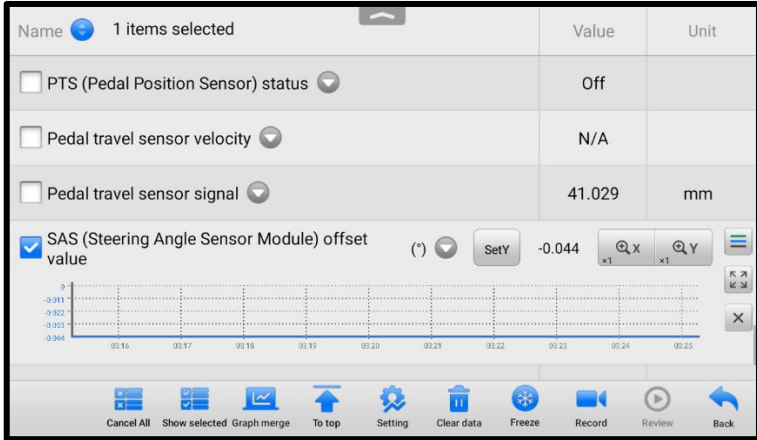 Name 1 items selected Value Unit
PTS (Pedal Position Sensor) status Off
Pedal travel sensor velocity N/A
Pedal travel sensor signal 41.029 mm
SAS (Steering Angle Sensor Module) offset
value (°) SetY -0.044 x1 X x1 Y
0
-0.011
-0.022
-0.033
-0.044
03:16 03:17 03:18 03:19 03:20 03:21 03:22 03:23 03:24 03:25
Cancel All Show selected Graph merge To top Setting Clear data Freeze Record Review Back